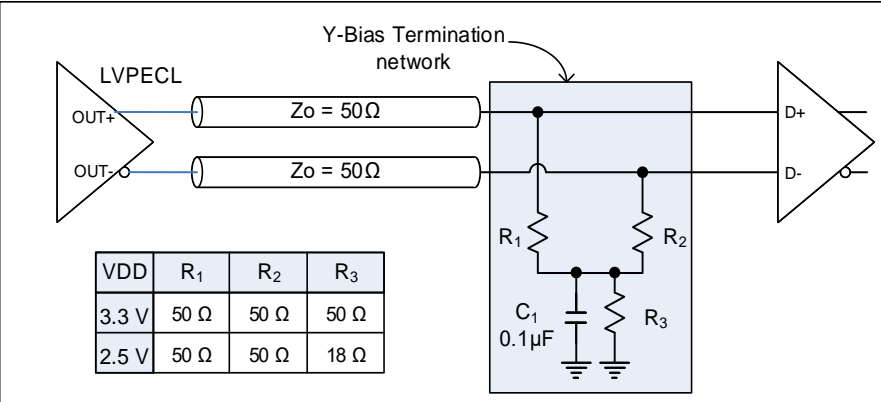 Y-Bias Termination
network
LVPECL
OUT+
Zo = 50Ω
D+
OUT-
Zo = 50Ω
D-
R₁
R₂
VDD R₁ R₂ R₃
3.3 V 50 Ω 50 Ω 50 Ω
2.5 V 50 Ω 50 Ω 18 Ω
C₁
0.1µF
R₃